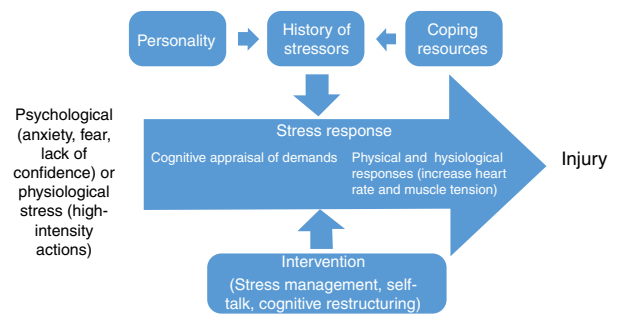 Personality
History of
stressors
Coping
resources
Psychological
(anxiety, fear,
lack of
confidence) or
physiological
stress (high-
intensity
actions)
Stress response
Cognitive appraisal of demands
Physical and hysiological
responses (increase heart
rate and muscle tension)
Injury
Intervention
(Stress management, self-
talk, cognitive restructuring)